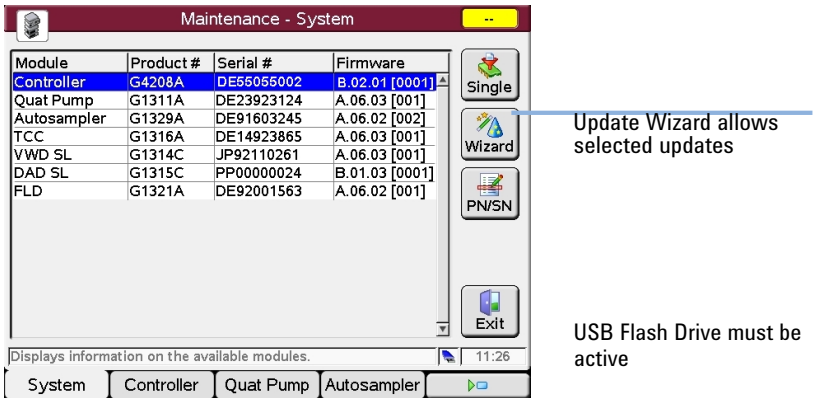 Maintenance - System
--
Module Product # Serial # Firmware
Controller G4208A DE55055002 B.02.01 [0001]
Quat Pump G1311A DE23923124 A.06.03 [001]
Autosampler G1329A DE91603245 A.06.02 [002]
TCC G1316A DE14923865 A.06.03 [001]
VWD SL G1314C JP92110261 A.06.03 [001]
DAD SL G1315C PP00000024 B.01.03 [0001]
FLD G1321A DE92001563 A.06.02 [001]
Single
Wizard
PN/SN
Exit
Update Wizard allows
selected updates
USB Flash Drive must be
active
Displays information on the available modules. 11:26
System Controller Quat Pump Autosampler